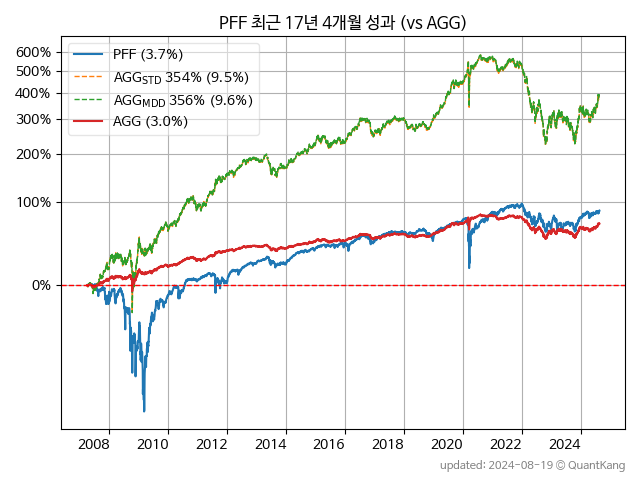 PFF 최근 17년 4개월 성과 (vs AGG)
600%
500%
400%
300%
200%
100%
0%
PFF (3.7%)
AGG_STD 354% (9.5%)
AGG_MDD 356% (9.6%)
AGG (3.0%)
2008 2010 2012 2014 2016 2018 2020 2022 2024
updated: 2024-08-19 © QuantKang